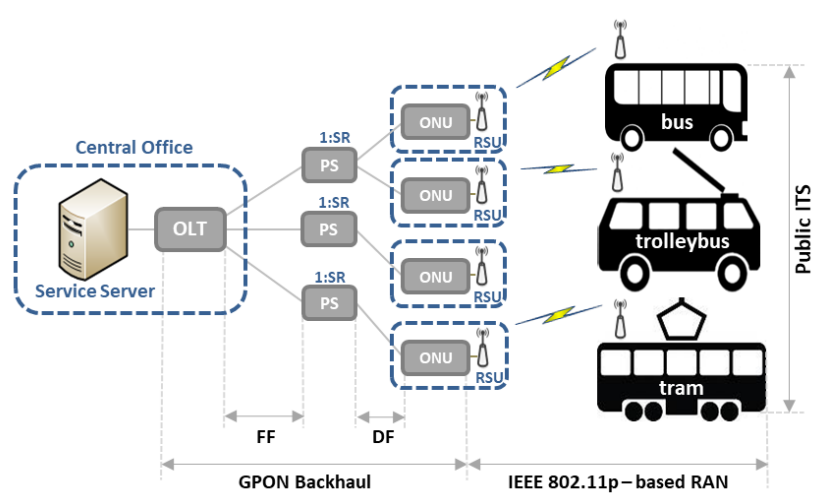 Central Office
Service Server
OLT
1:SR
PS
1:SR
PS
1:SR
PS
ONU
RSU
ONU
RSU
ONU
RSU
ONU
RSU
bus
trolleybus
tram
Public ITS
FF
DF
GPON Backhaul
IEEE 802.11p – based RAN